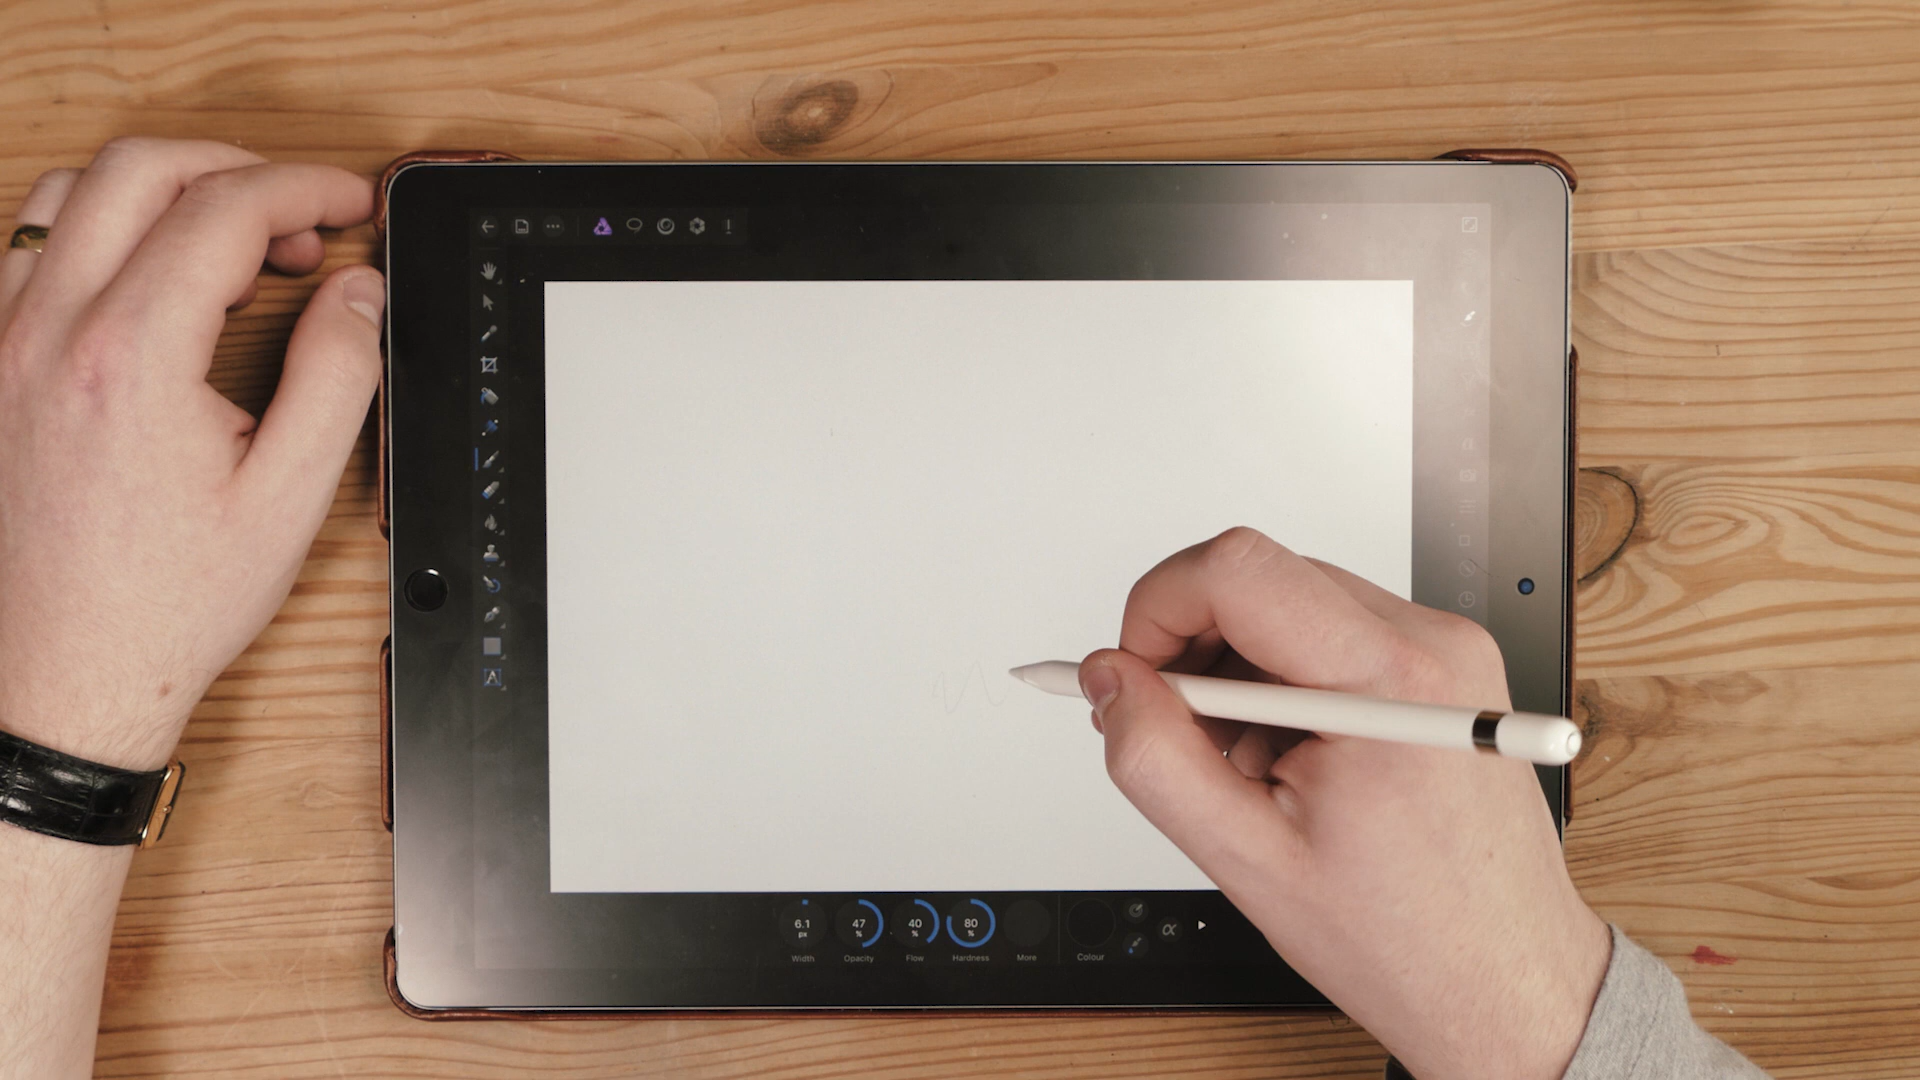 6.1 47 40 80
px % % %
Width Opacity Flow Hardness More Colour
A
α